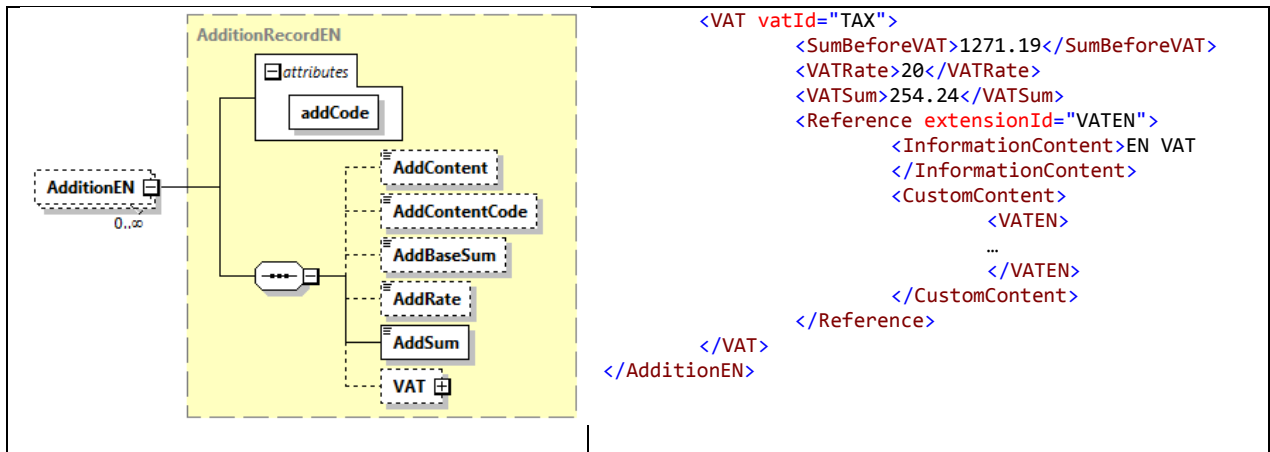 AdditionRecordEN
attributes
addCode
AdditionEN
0..∞
AddContent
AddContentCode
AddBaseSum
AddRate
AddSum
VAT
<VAT vatId="TAX">
<SumBeforeVAT>1271.19</SumBeforeVAT>
<VATRate>20</VATRate>
<VATSum>254.24</VATSum>
<Reference extensionId="VATEN">
<InformationContent>EN VAT
</InformationContent>
<CustomContent>
<VATEN>
…
</VATEN>
</CustomContent>
</Reference>
</VAT>
</AdditionEN>